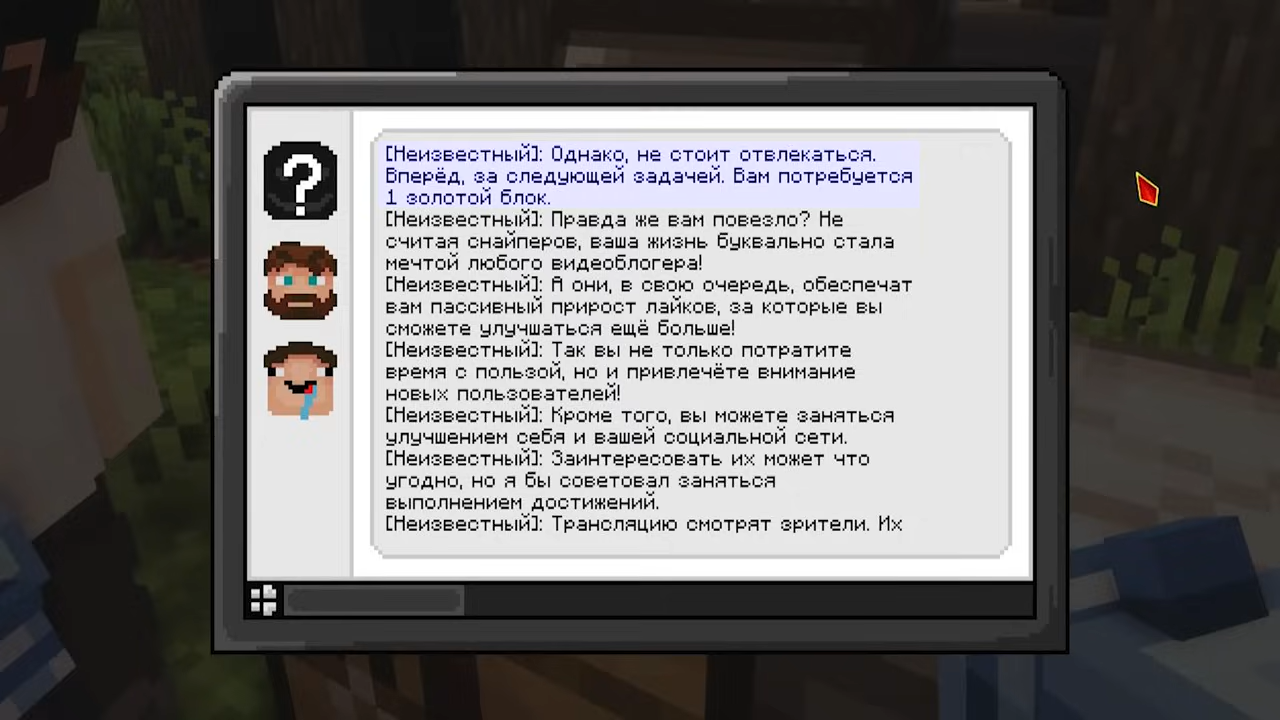 [Неизвестный]: Однако, не стоит отвлекаться.
Вперёд, за следующей задачей. Вам потребуется
1 золотой блок.
[Неизвестный]: Правда же вам повезло? Не
считая снайперов, ваша жизнь буквально стала
мечтой любого видеоблогера!
[Неизвестный]: А они, в свою очередь, обеспечат
вам пассивный прирост лайков, за которые вы
сможете улучшаться ещё больше!
[Неизвестный]: Так вы не только потратите
время с пользой, но и привлечёте внимание
новых пользователей!
[Неизвестный]: Кроме того, вы можете заняться
улучшением себя и вашей социальной сети.
[Неизвестный]: Заинтересовать их может что
угодно, но я бы советовал заняться
выполнением достижений.
[Неизвестный]: Трансляцию смотрят зрители. Их